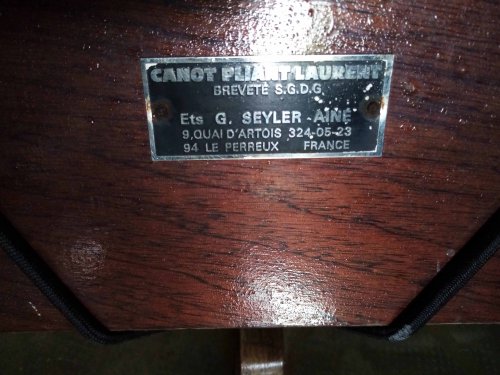 CANOT PLIANT LAURENT
BREVETÉ S.G.D.G
Ets G. SEYLER - AINÉ
9,QUAI D'ARTOIS 324-05-23
94 LE PERREUX FRANCE